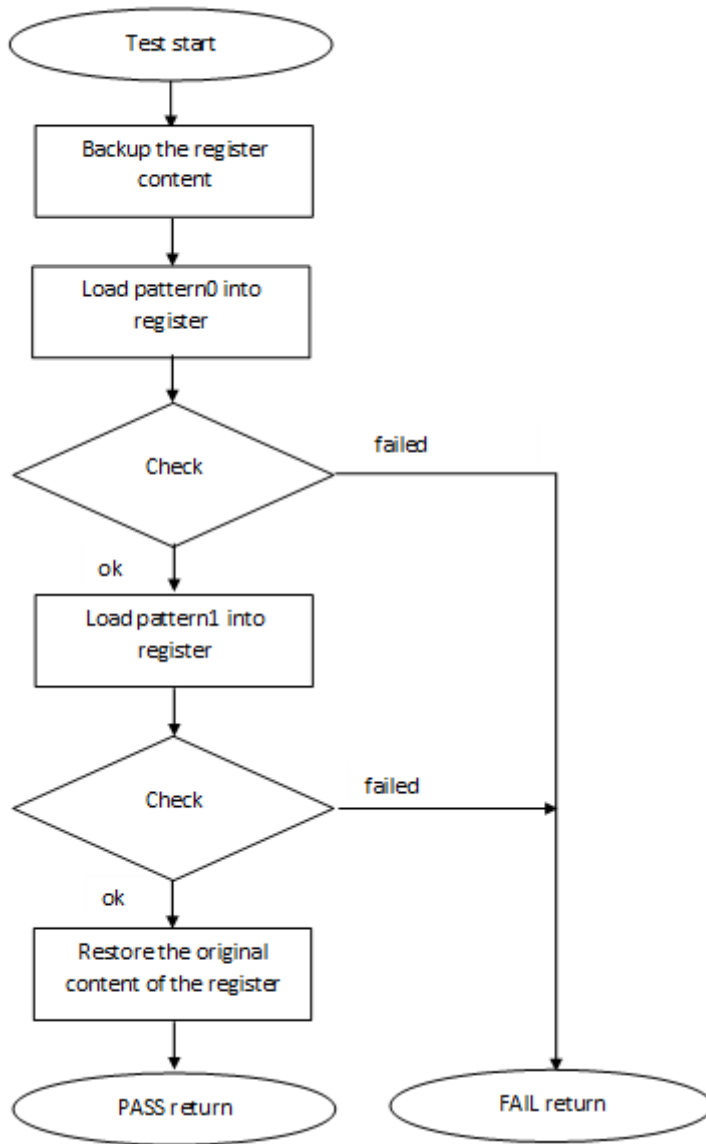 Test start
Backup the register
content
Load pattern0 into
register
Check
failed
ok
Load pattern1 into
register
Check
failed
ok
Restore the original
content of the register
PASS return
FAIL return